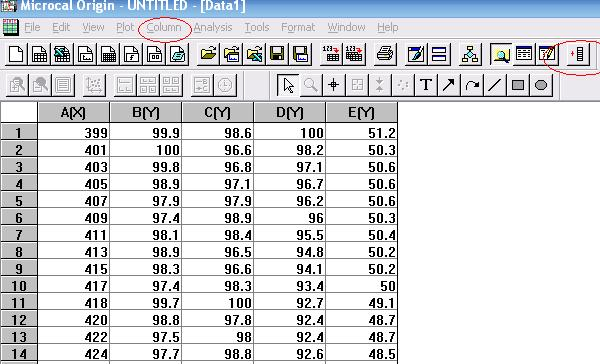 Microcal Origin - UNTITLED - [Data1]
File Edit View Plot Column Analysis Tools Format Window Help
A(X) B(Y) C(Y) D(Y) E(Y)
1 399 99.9 98.6 100 51.2
2 401 100 96.6 98.2 50.3
3 403 99.8 96.8 97.1 50.6
4 405 98.9 97.1 96.7 50.6
5 407 97.9 97.9 96.2 50.6
6 409 97.4 98.9 96 50.3
7 411 98.1 98.4 95.5 50.4
8 413 98.9 96.5 94.8 50.2
9 415 98.3 96.6 94.1 50.2
10 417 97.4 98.3 93.4 50
11 418 99.7 100 92.7 49.1
12 420 98.8 97.8 92.4 48.7
13 422 97.5 98 92.4 48.7
14 424 97.7 98.8 92.6 48.5